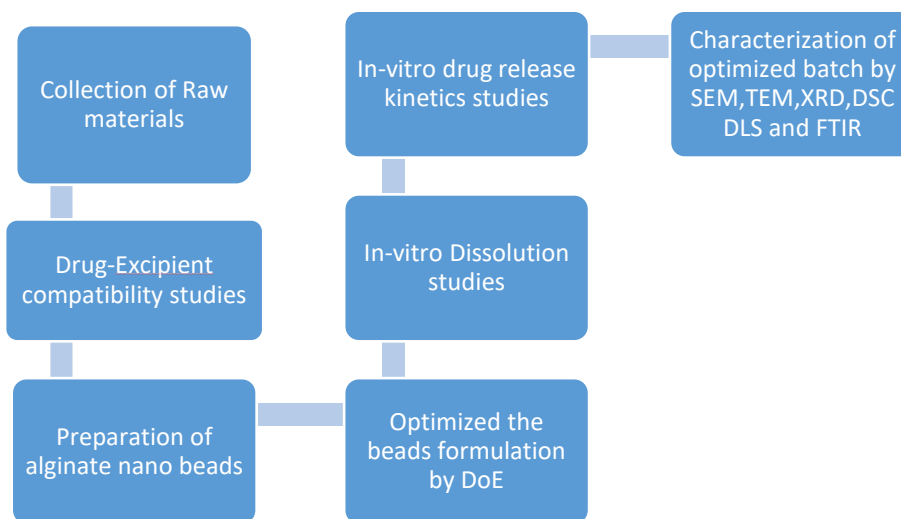 Collection of Raw
materials
Drug-Excipient
compatibility studies
Preparation of
alginate nano beads
Optimized the
beads formulation
by DoE
In-vitro Dissolution
studies
In-vitro drug release
kinetics studies
Characterization of
optimized batch by
SEM,TEM,XRD,DSC
DLS and FTIR